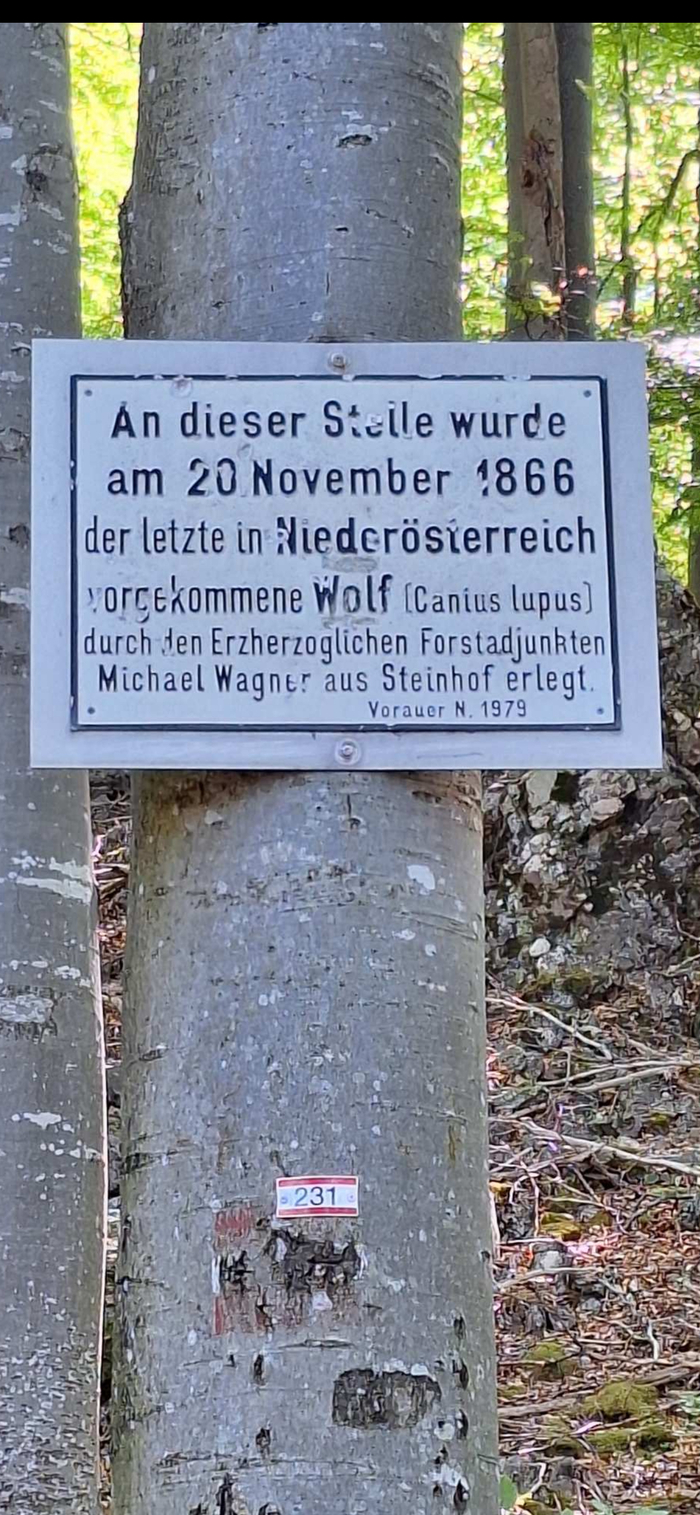 An dieser Stelle wurde
am 20 November 1866
der letzte in Niederösterreich
vorgekommene Wolf (Canius lupus)
durch den Erzherzoglichen Forstadjunkten
Michael Wagner aus Steinhof erlegt.
Vorauer N. 1979
231